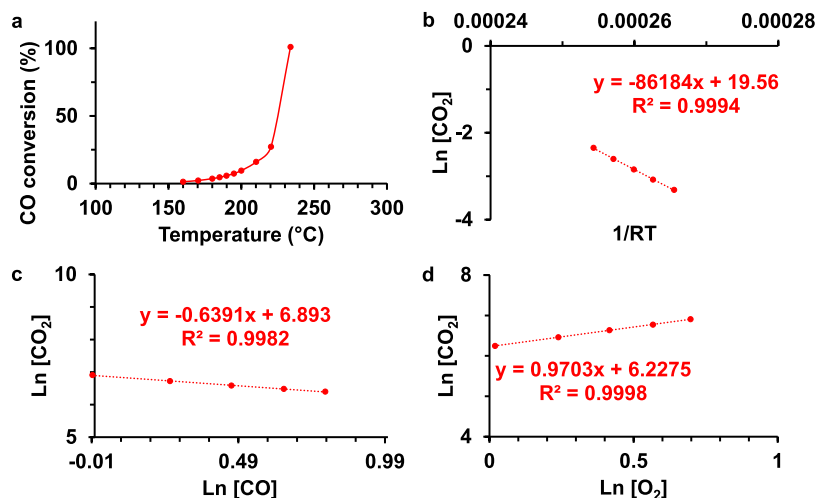 a
100
50
0
100
200
300
CO conversion (%)
Temperature (°C)
b
0.00024
0.00026
0.00028
0
-2
-4
Ln [CO₂]
y = -86184x + 19.56
R² = 0.9994
1/RT
c
10
5
-0.01
0.49
0.99
Ln [CO₂]
y = -0.6391x + 6.893
R² = 0.9982
Ln [CO]
d
8
6
4
0
0.5
1
Ln [CO₂]
y = 0.9703x + 6.2275
R² = 0.9998
Ln [O₂]